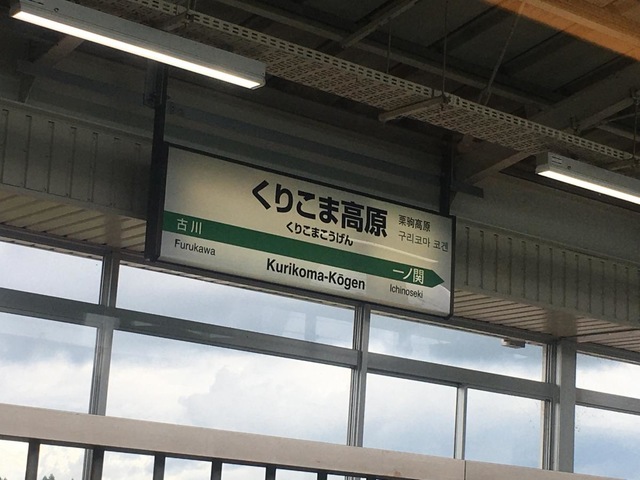 くりこま高原
栗駒高原
구리코마 코겐
くりこまこうげん
古川
Furukawa
Kurikoma-Kōgen
一ノ関
Ichinoseki